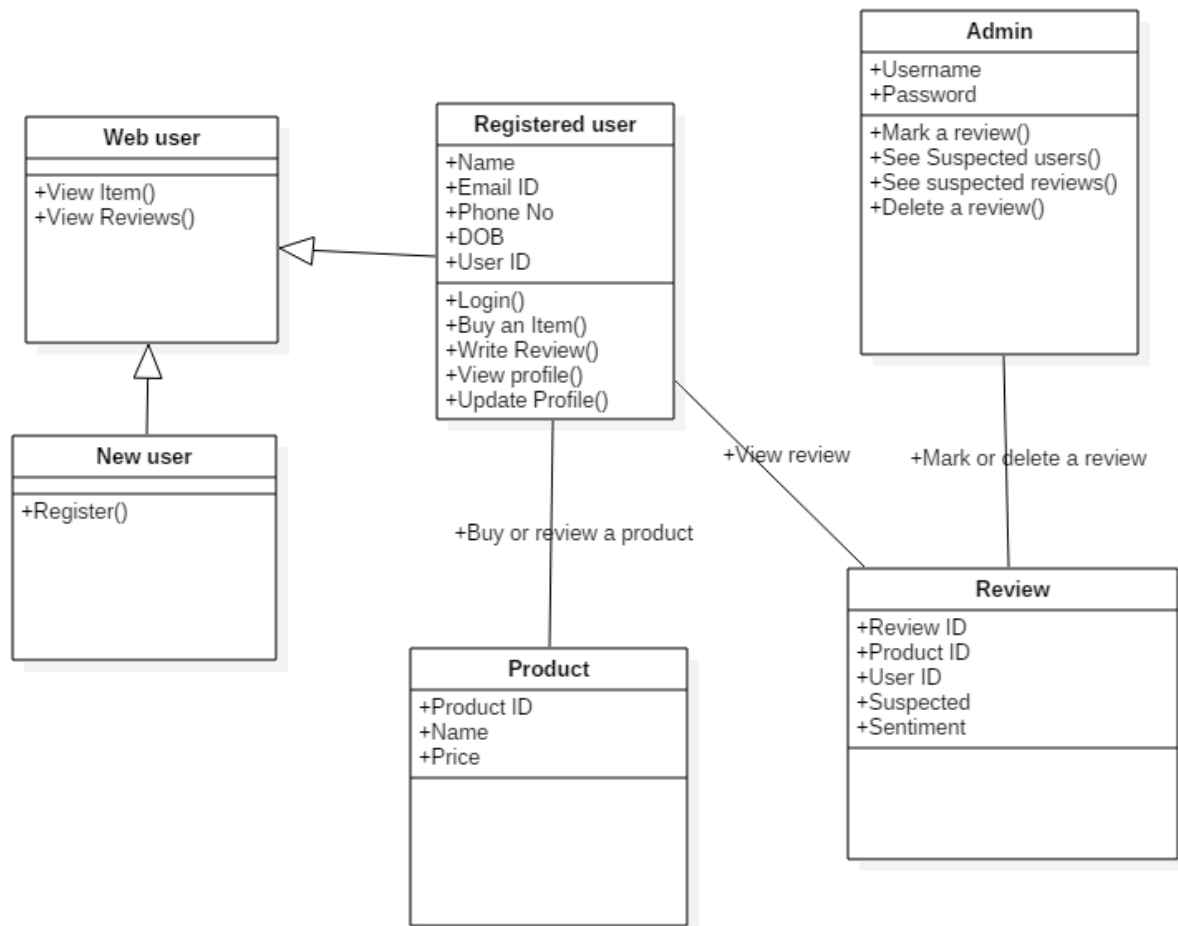 Web user
+View Item()
+View Reviews()
New user
+Register()
Registered user
+Name
+Email ID
+Phone No
+DOB
+User ID
+Login()
+Buy an Item()
+Write Review()
+View profile()
+Update Profile()
Admin
+Username
+Password
+Mark a review()
+See Suspected users()
+See suspected reviews()
+Delete a review()
+View review
+Mark or delete a review
+Buy or review a product
Product
+Product ID
+Name
+Price
Review
+Review ID
+Product ID
+User ID
+Suspected
+Sentiment